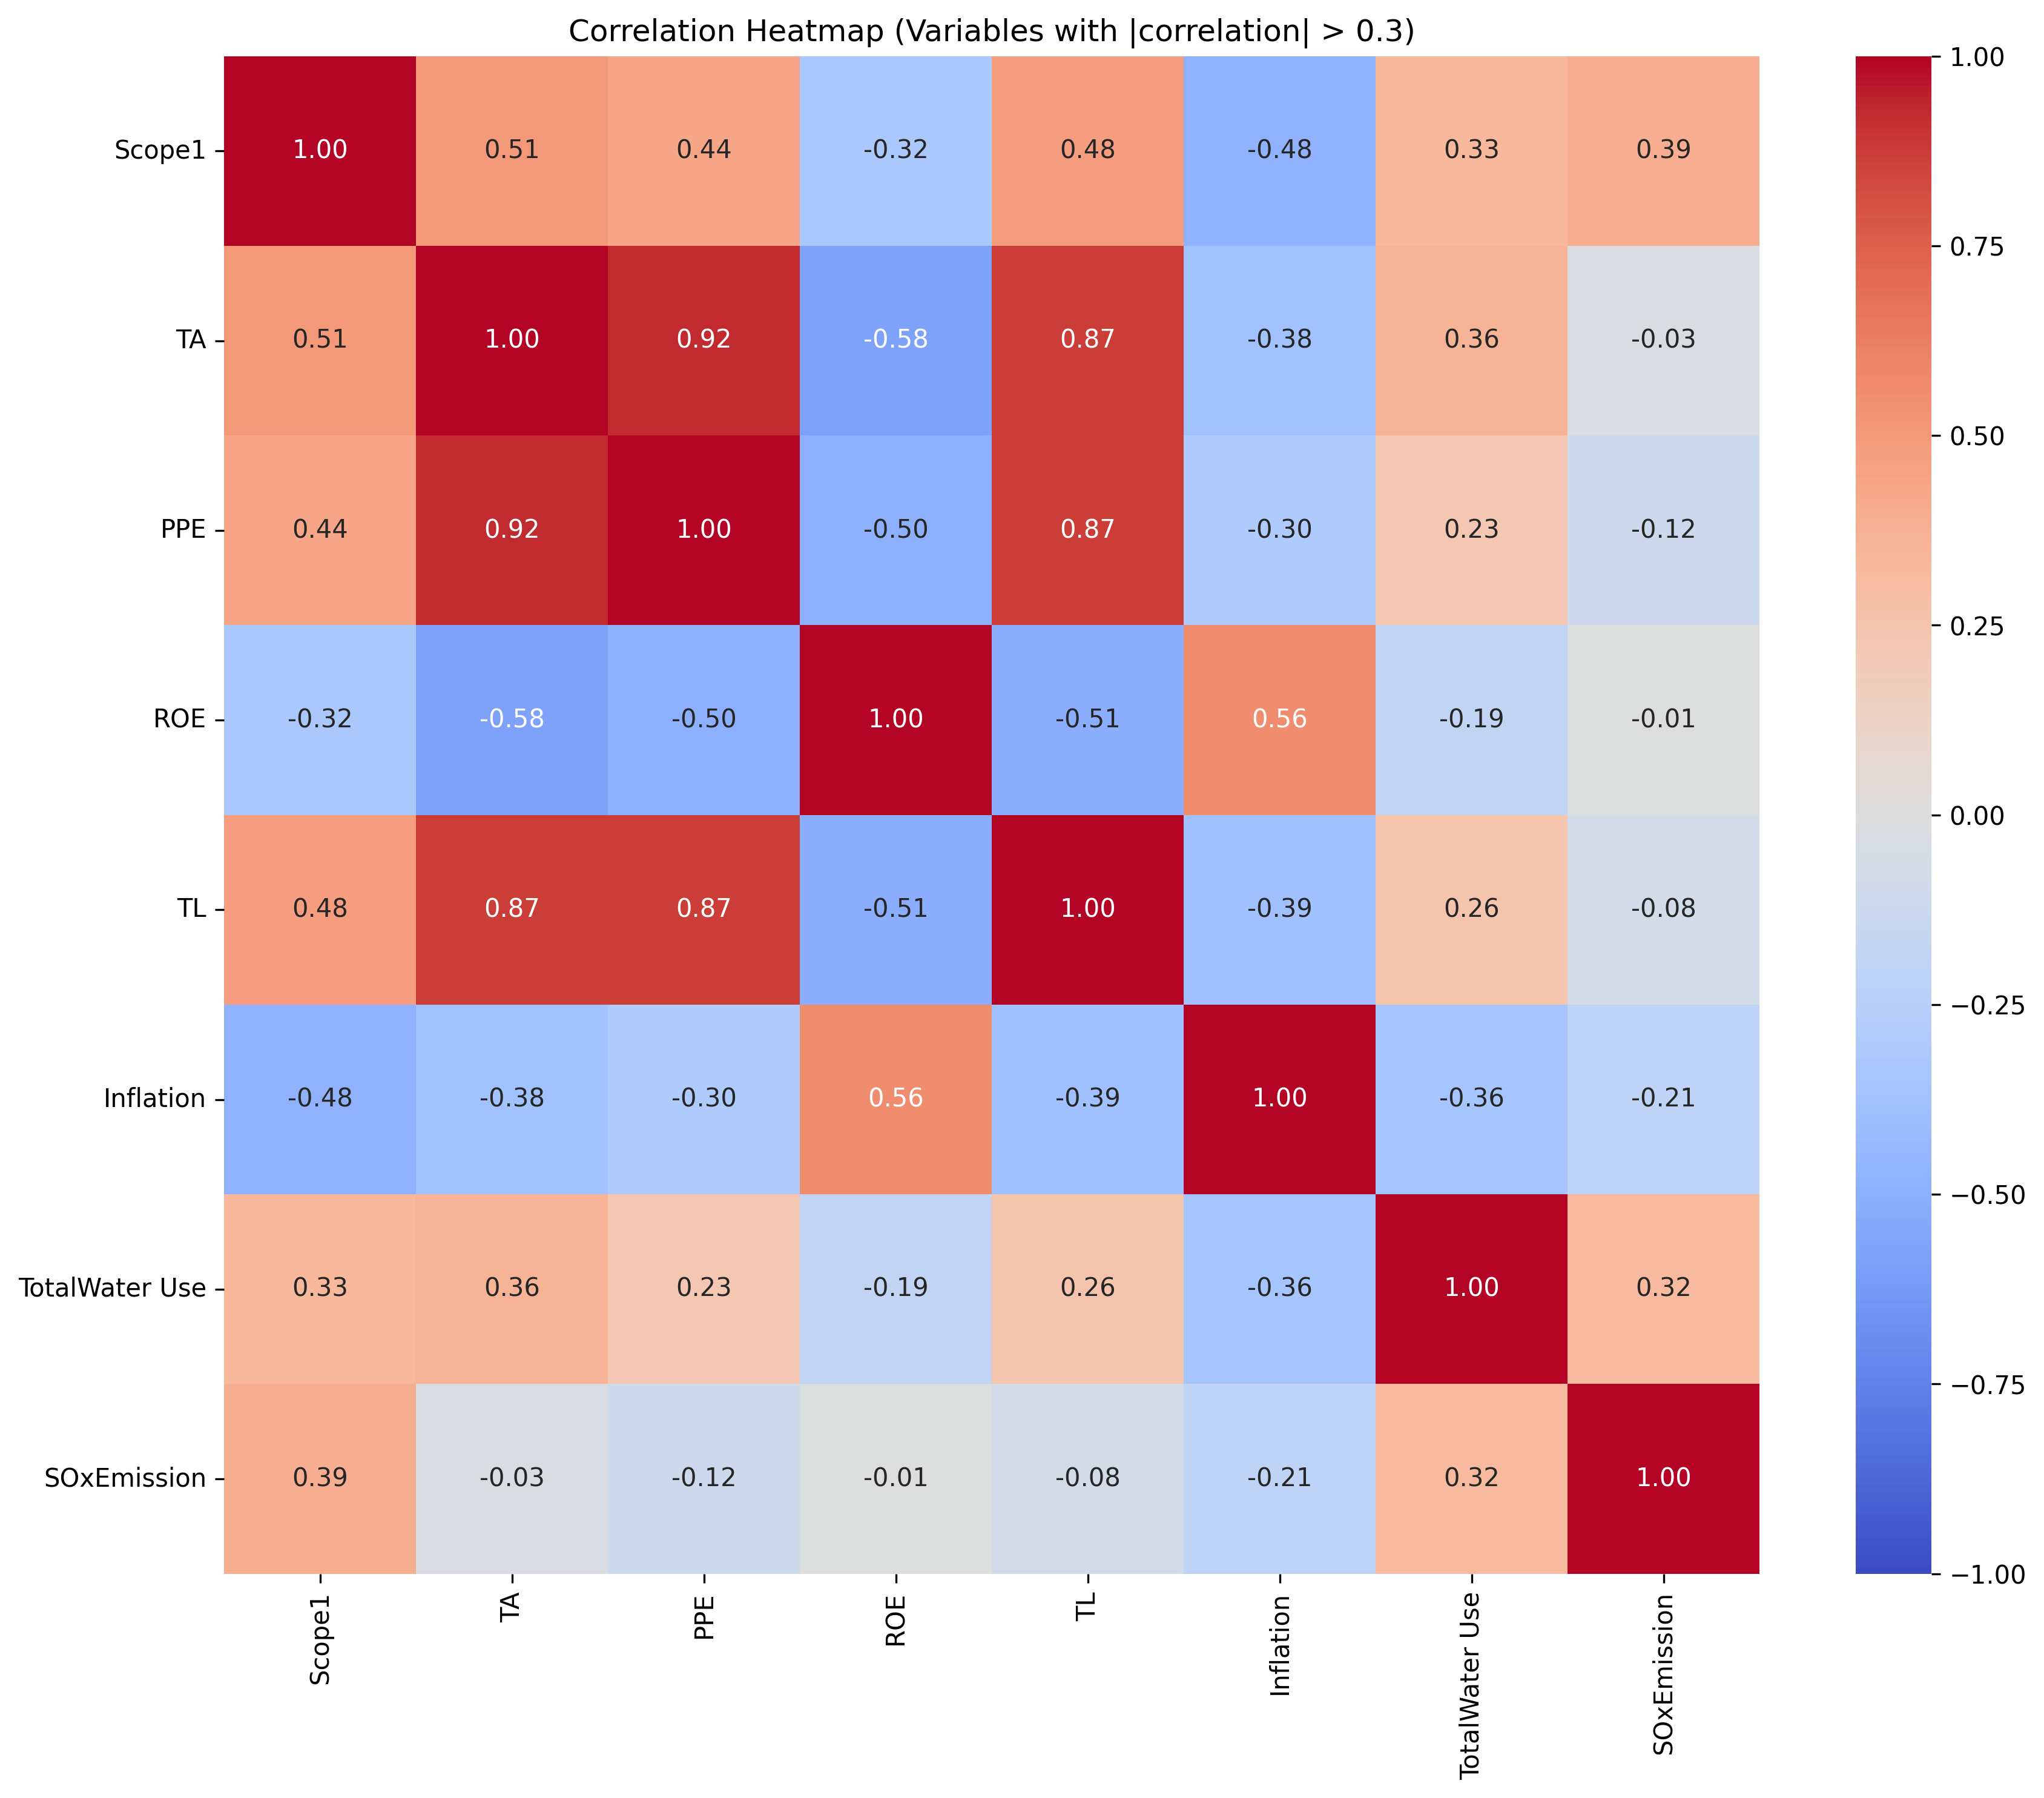 Correlation Heatmap (Variables with |correlation| > 0.3)
Scope1 1.00 0.51 0.44 -0.32 0.48 -0.48 0.33 0.39
TA 0.51 1.00 0.92 -0.58 0.87 -0.38 0.36 -0.03
PPE 0.44 0.92 1.00 -0.50 0.87 -0.30 0.23 -0.12
ROE -0.32 -0.58 -0.50 1.00 -0.51 0.56 -0.19 -0.01
TL 0.48 0.87 0.87 -0.51 1.00 -0.39 0.26 -0.08
Inflation -0.48 -0.38 -0.30 0.56 -0.39 1.00 -0.36 -0.21
TotalWater Use 0.33 0.36 0.23 -0.19 0.26 -0.36 1.00 0.32
SOxEmission 0.39 -0.03 -0.12 -0.01 -0.08 -0.21 0.32 1.00
Scope1 TA PPE ROE TL Inflation TotalWater Use SOxEmission
1.00
0.75
0.50
0.25
0.00
−0.25
−0.50
−0.75
−1.00